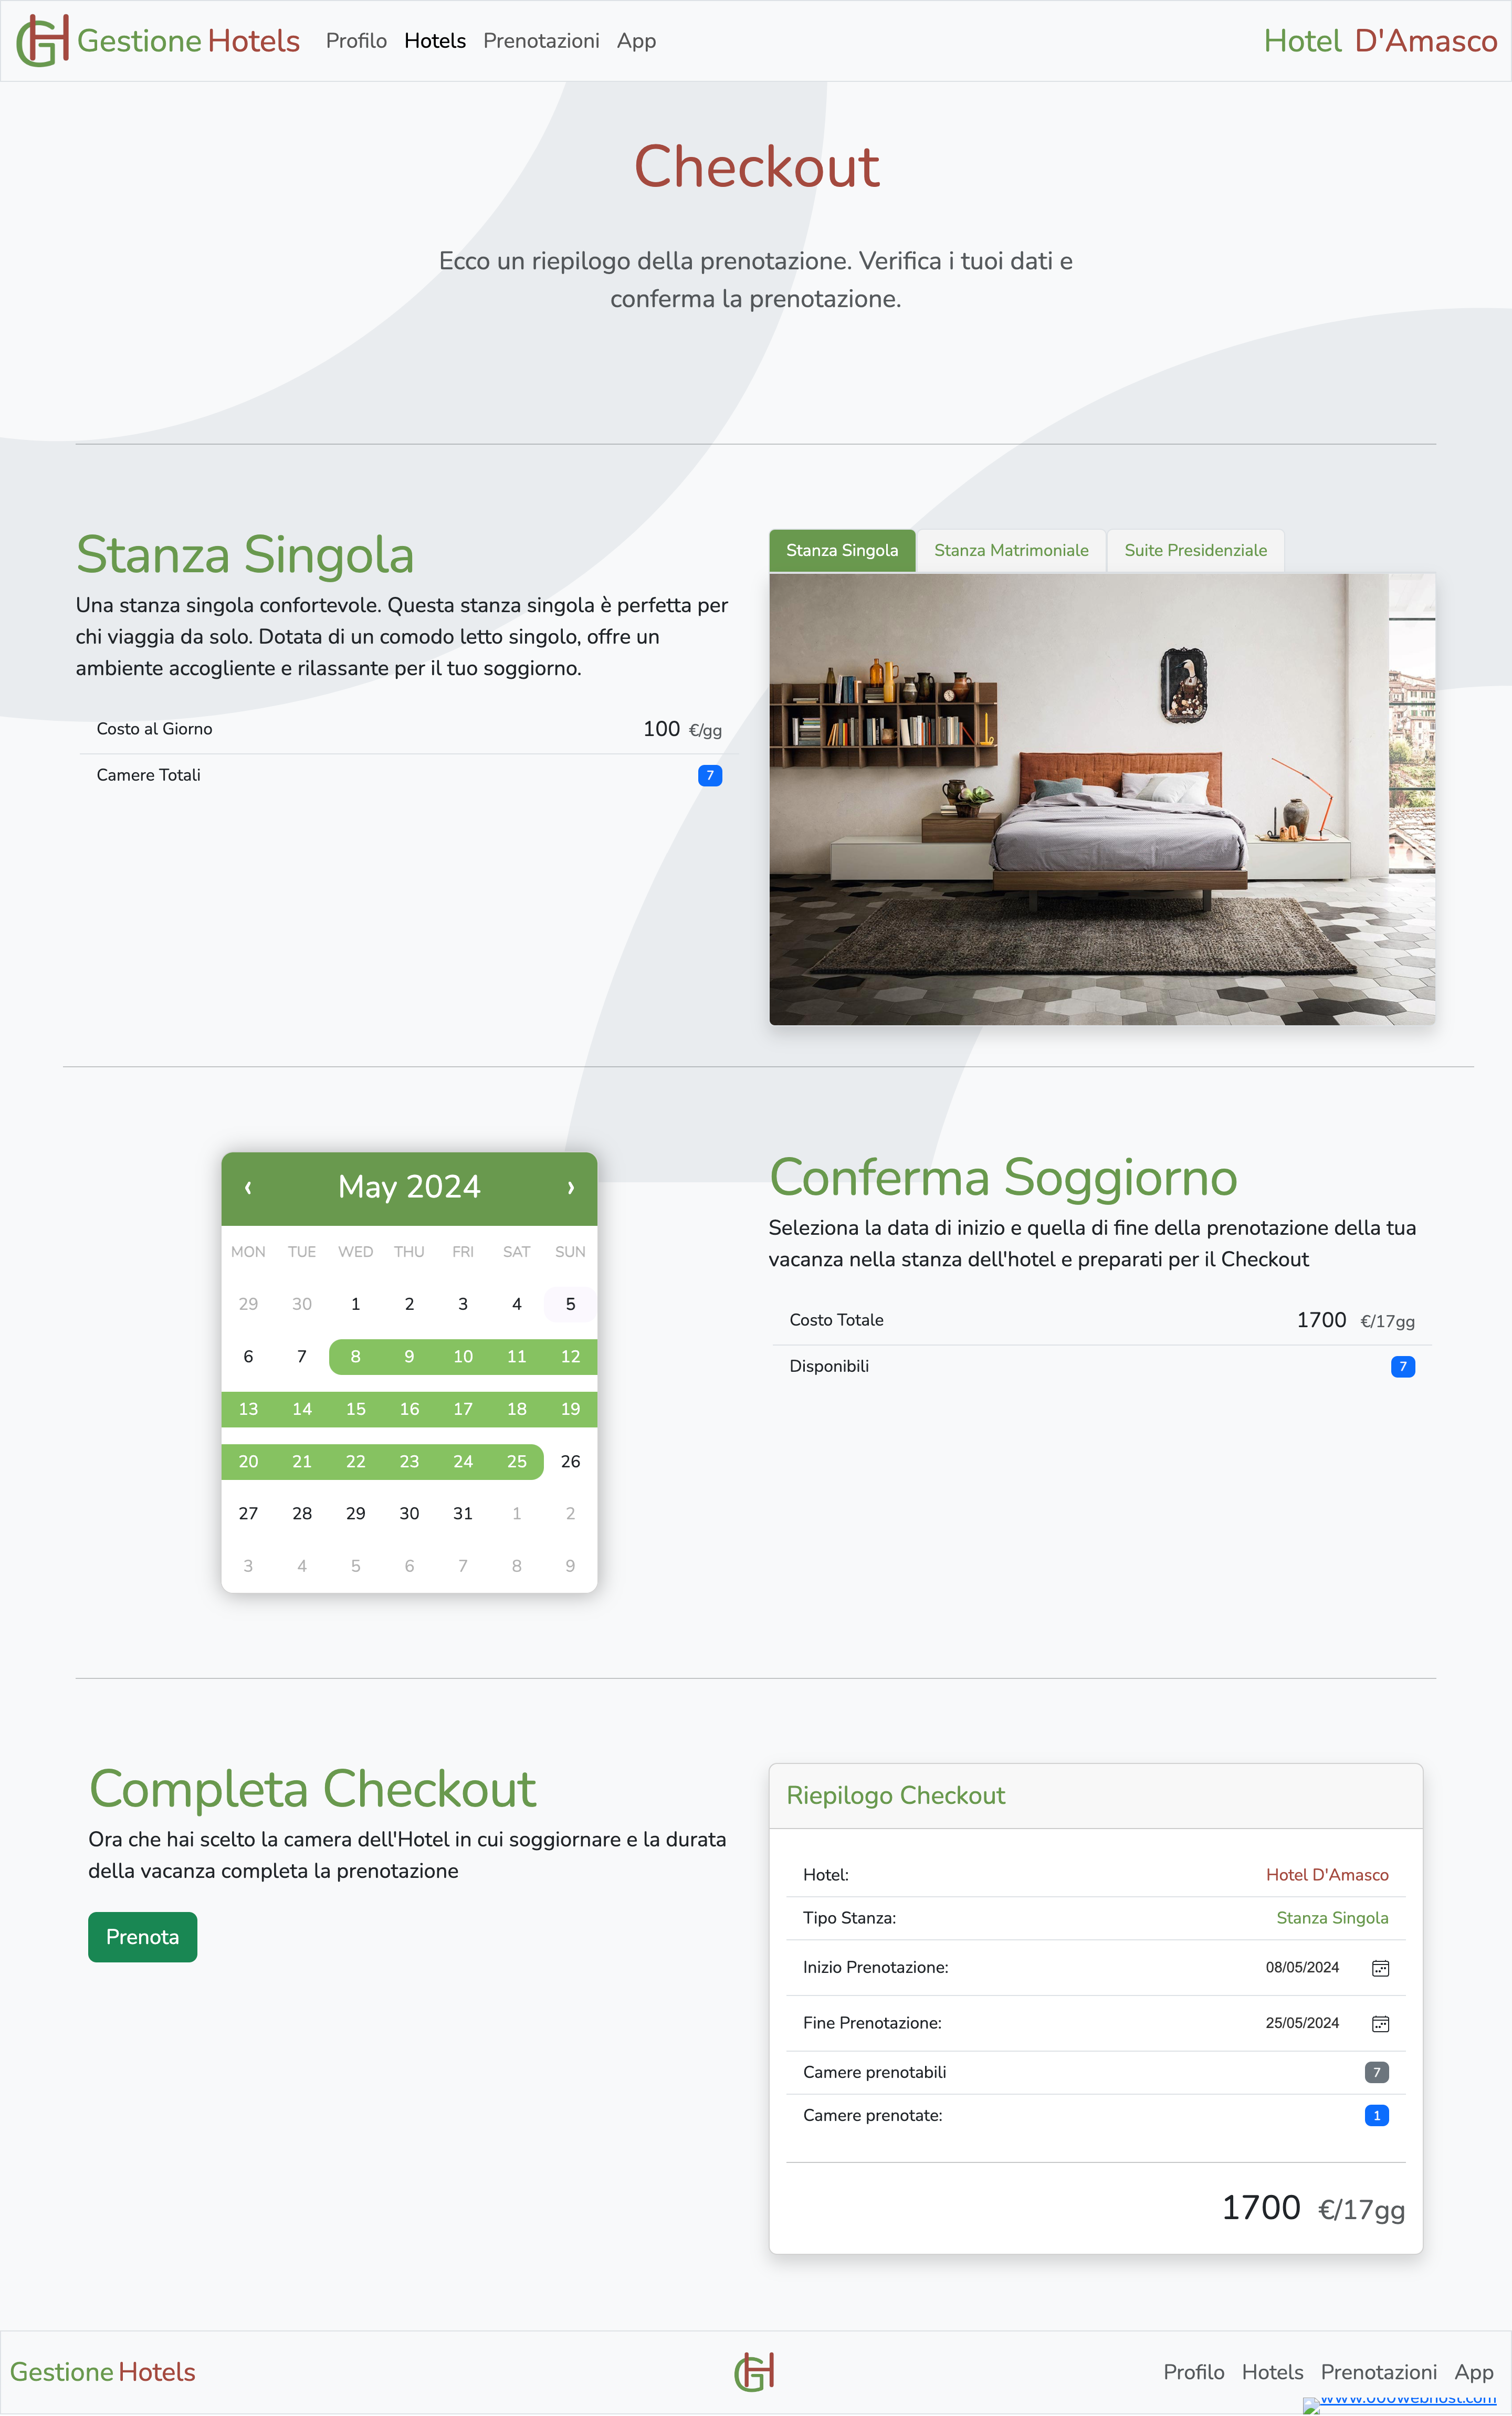 GH Gestione Hotels Profilo Hotels Prenotazioni App Hotel D'Amasco
Checkout
Ecco un riepilogo della prenotazione. Verifica i tuoi dati e
conferma la prenotazione.
Stanza Singola
Una stanza singola confortevole. Questa stanza singola è perfetta per
chi viaggia da solo. Dotata di un comodo letto singolo, offre un
ambiente accogliente e rilassante per il tuo soggiorno.
Costo al Giorno 100 €/gg
Camere Totali 7
Stanza Singola Stanza Matrimoniale Suite Presidenziale
‹ May 2024 ›
MON TUE WED THU FRI SAT SUN
29 30 1 2 3 4 5
6 7 8 9 10 11 12
13 14 15 16 17 18 19
20 21 22 23 24 25 26
27 28 29 30 31 1 2
3 4 5 6 7 8 9
Conferma Soggiorno
Seleziona la data di inizio e quella di fine della prenotazione della tua
vacanza nella stanza dell'hotel e preparati per il Checkout
Costo Totale 1700 €/17gg
Disponibili 7
Completa Checkout
Ora che hai scelto la camera dell'Hotel in cui soggiornare e la durata
della vacanza completa la prenotazione
Prenota
Riepilogo Checkout
Hotel: Hotel D'Amasco
Tipo Stanza: Stanza Singola
Inizio Prenotazione: 08/05/2024
Fine Prenotazione: 25/05/2024
Camere prenotabili 7
Camere prenotate: 1
1700 €/17gg
Gestione Hotels GH Profilo Hotels Prenotazioni App
www.000webhost.com